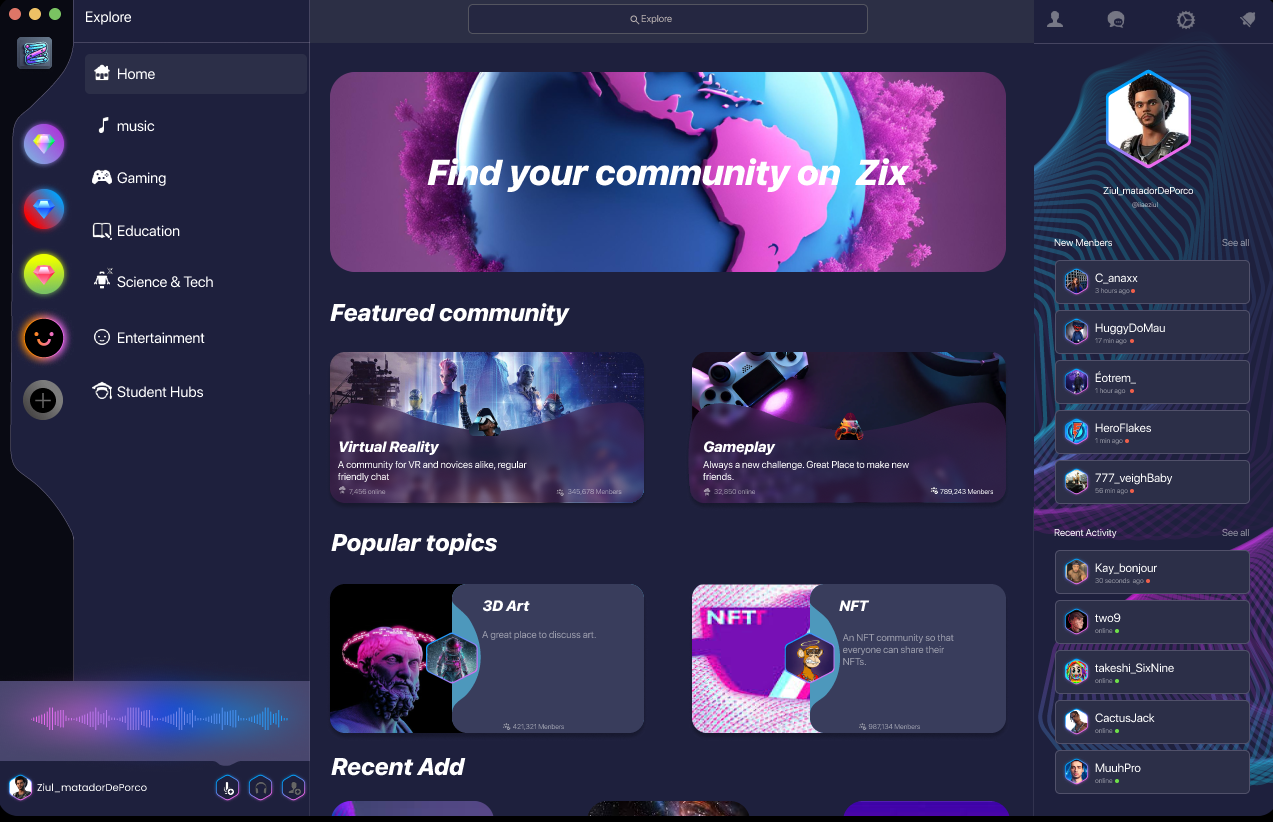 Explore
Explore
Home
music
Gaming
Education
Science & Tech
Entertainment
Student Hubs
Ziul_matadorDePorco
Find your community on Zix
Featured community
Virtual Reality
A community for VR and novices alike, regular
friendly chat
7,456 online
345,678 Menbers
Gameplay
Always a new challenge. Great Place to make new
friends.
32,850 online
789,243 Menbers
Popular topics
3D Art
A great place to discuss art.
421,321 Menbers
NFT
NFT
An NFT community so that
everyone can share their
NFTs.
987,134 Menbers
Recent Add
Ziul_matadorDePorco
New Menbers
See all
C_anaxx
3 hours ago
HuggyDoMau
17 min ago
Éotrem_
1 hour ago
HeroFlakes
1 min ago
777_veighBaby
56 min ago
Recent Activity
See all
Kay_bonjour
30 seconds ago
two9
online
takeshi_SixNine
online
CactusJack
online
MuuhPro
online